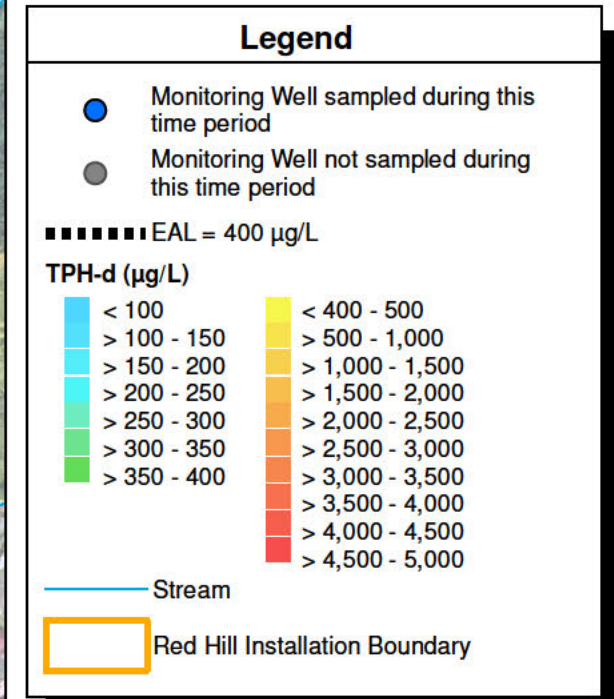 Legend
Monitoring Well sampled during this
time period
Monitoring Well not sampled during
this time period
EAL = 400 µg/L
TPH-d (µg/L)
< 100
> 100 - 150
> 150 - 200
> 200 - 250
> 250 - 300
> 300 - 350
> 350 - 400
< 400 - 500
> 500 - 1,000
> 1,000 - 1,500
> 1,500 - 2,000
> 2,000 - 2,500
> 2,500 - 3,000
> 3,000 - 3,500
> 3,500 - 4,000
> 4,000 - 4,500
> 4,500 - 5,000
Stream
Red Hill Installation Boundary